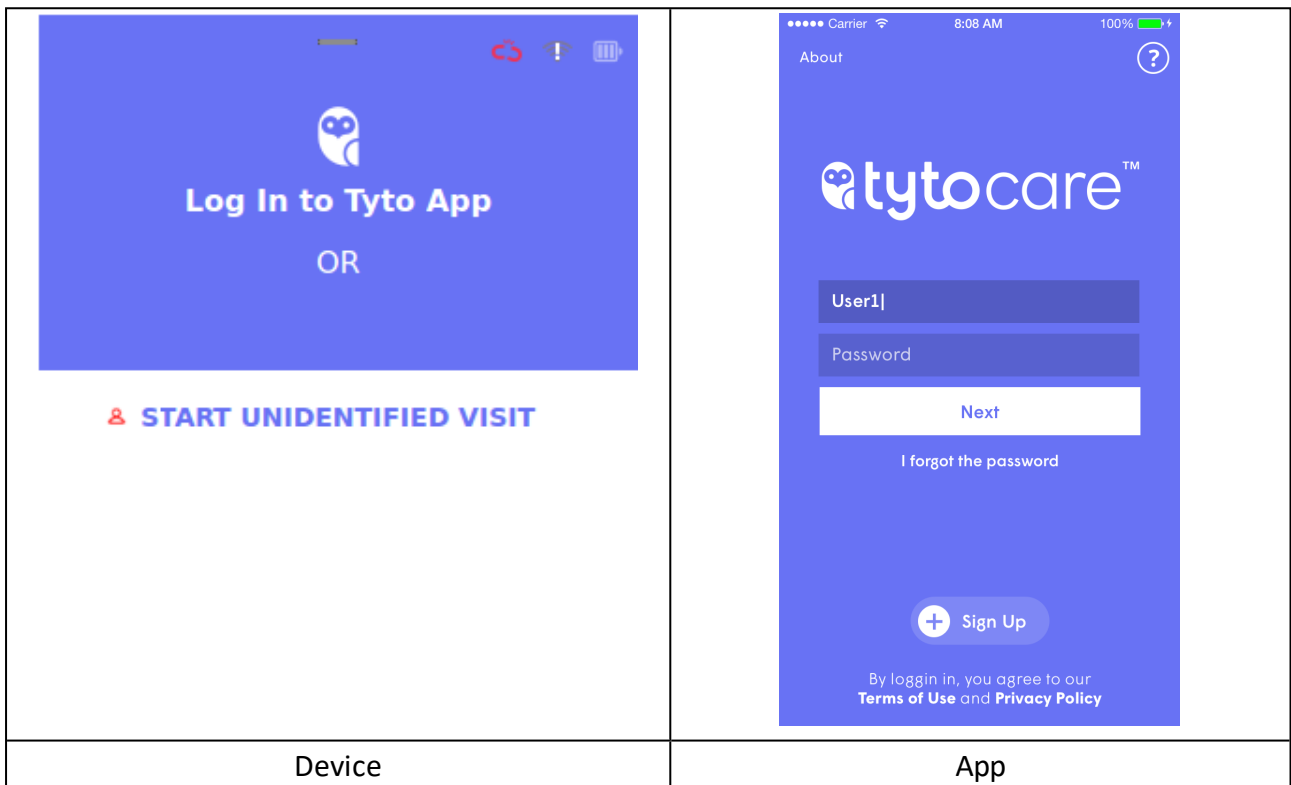 Log In to Tyto App
OR
START UNIDENTIFIED VISIT
Carrier 8:08 AM 100%
About ?
tytocare™
User1|
Password
Next
I forgot the password
+ Sign Up
By loggin in, you agree to our
Terms of Use and Privacy Policy
Device App